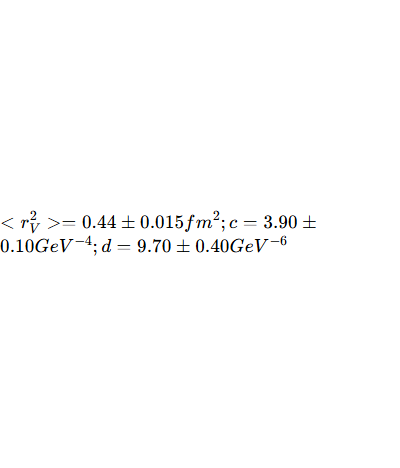 < r_V^2 >= 0.44 ± 0.015fm^2; c = 3.90 ±
0.10GeV^{-4}; d = 9.70 ± 0.40GeV^{-6}